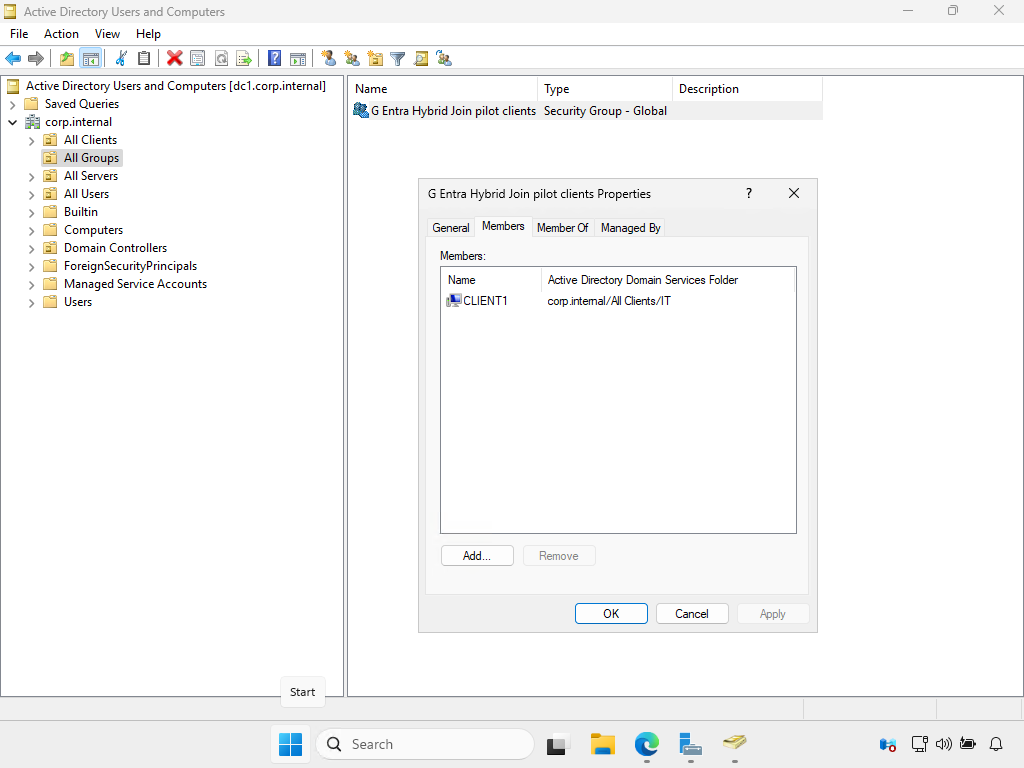 Active Directory Users and Computers
File Action View Help
Active Directory Users and Computers [dc1.corp.internal]
Saved Queries
corp.internal
All Clients
All Groups
All Servers
All Users
Builtin
Computers
Domain Controllers
ForeignSecurityPrincipals
Managed Service Accounts
Users
Name Type Description
G Entra Hybrid Join pilot clients Security Group - Global
G Entra Hybrid Join pilot clients Properties ?
General Members Member Of Managed By
Members:
Name Active Directory Domain Services Folder
CLIENT1 corp.internal/All Clients/IT
Add... Remove
OK Cancel Apply
Start
Search